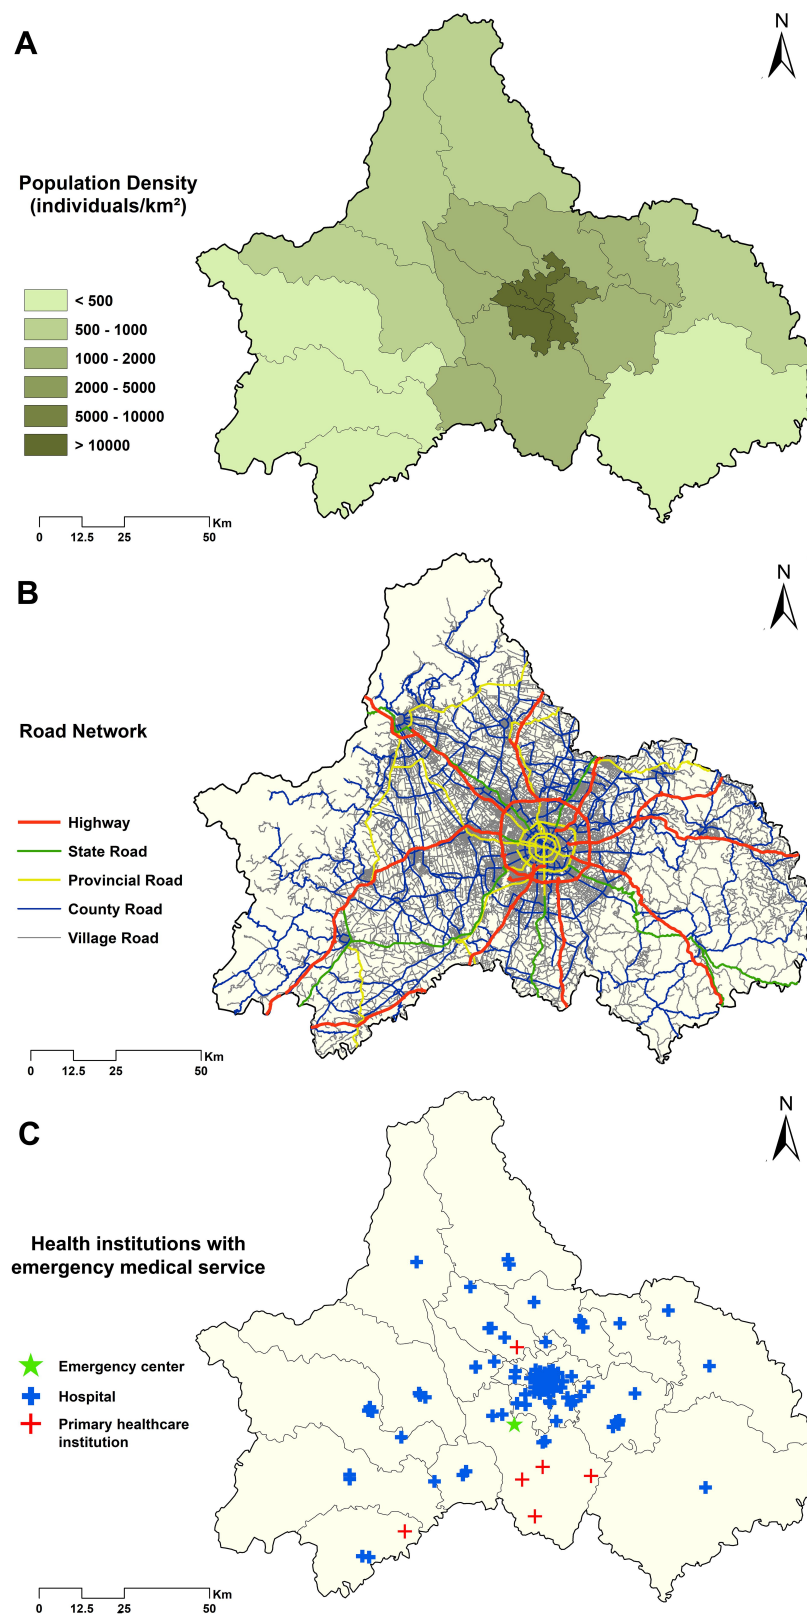 A
N
Population Density
(individuals/km²)
< 500
500 - 1000
1000 - 2000
2000 - 5000
5000 - 10000
> 10000
Km
0 12.5 25 50
B
N
Road Network
Highway
State Road
Provincial Road
County Road
Village Road
Km
0 12.5 25 50
C
N
Health institutions with
emergency medical service
Emergency center
Hospital
Primary healthcare
institution
Km
0 12.5 25 50